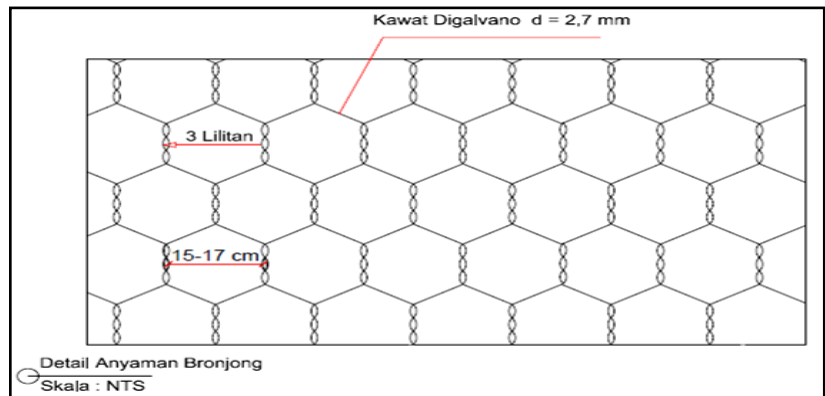 Kawat Digalvano d = 2,7 mm
3 Lilitan
15-17 cm
Detail Anyaman Bronjong
Skala : NTS